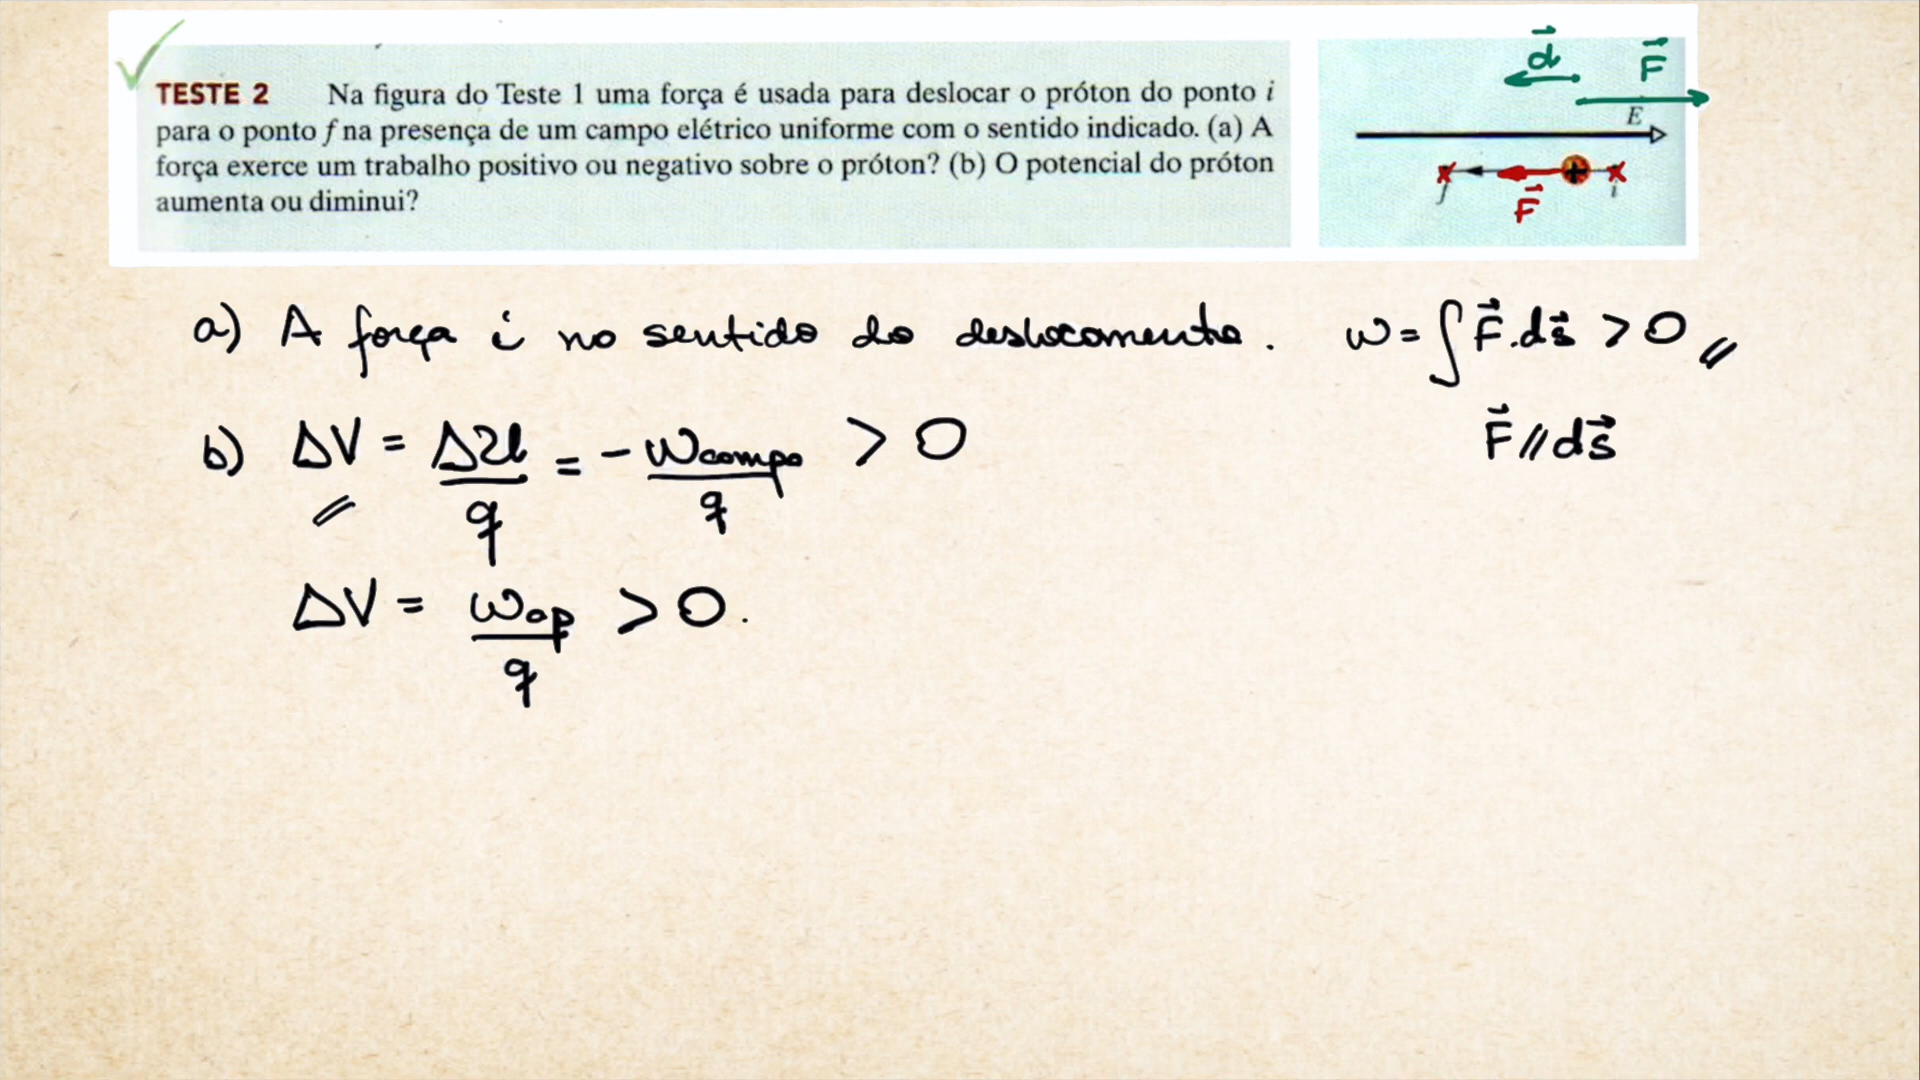 TESTE 2 Na figura do Teste 1 uma força é usada para deslocar o próton do ponto i
para o ponto f na presença de um campo elétrico uniforme com o sentido indicado. (a) A
força exerce um trabalho positivo ou negativo sobre o próton? (b) O potencial do próton
aumenta ou diminui?
d⃗
F⃗
E
f
+
i
F⃗
a) A força é no sentido do deslocamento. W = ∫ F⃗.ds⃗ > 0 //
F⃗ // ds⃗
b) ΔV = ΔU/q = -Wcampo/q > 0
ΔV = Wop/q > 0.